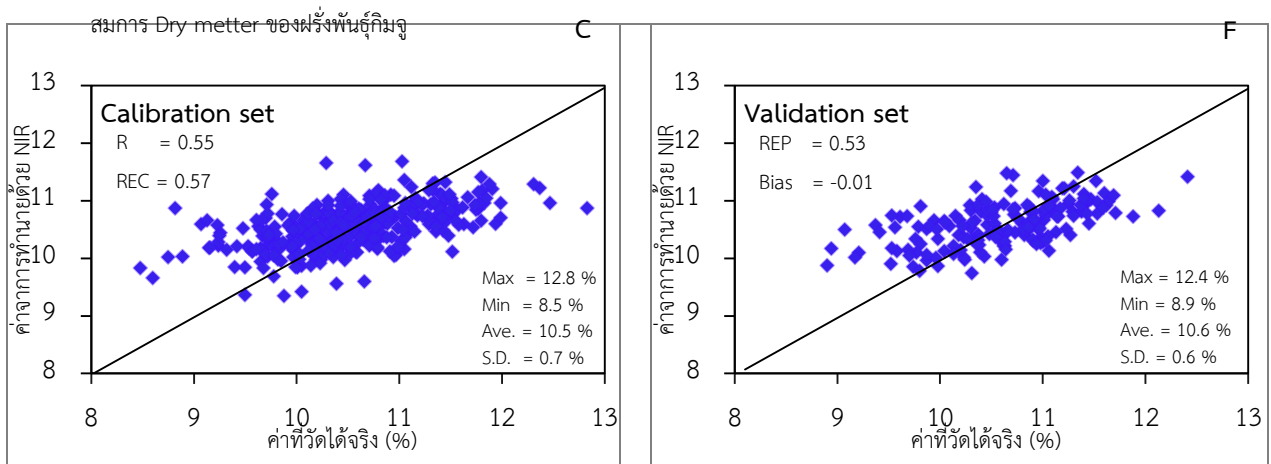 สมการ Dry metter ของฝรั่งพันธุ์กิมจู
C
13
12
11
10
9
8
ค่าจากการทำนายด้วย NIR
Calibration set
R = 0.55
REC = 0.57
Max = 12.8 %
Min = 8.5 %
Ave. = 10.5 %
S.D. = 0.7 %
8 9 10 11 12 13
ค่าที่วัดได้จริง (%)
F
13
12
11
10
9
8
ค่าจากการทำนายด้วย NIR
Validation set
REP = 0.53
Bias = -0.01
Max = 12.4 %
Min = 8.9 %
Ave. = 10.6 %
S.D. = 0.6 %
8 9 10 11 12 13
ค่าที่วัดได้จริง (%)